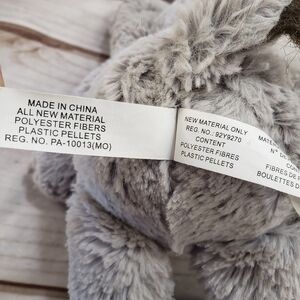 MADE IN CHINA
ALL NEW MATERIAL
POLYESTER FIBERS
PLASTIC PELLETS
REG. NO. PA-10013(MO)
NEW MATERIAL ONLY
REG. NO.: 92Y9270
CONTENT
POLYESTER FIBRES
PLASTIC PELLETS
N° DE
FIBRES DE
BOULETTES